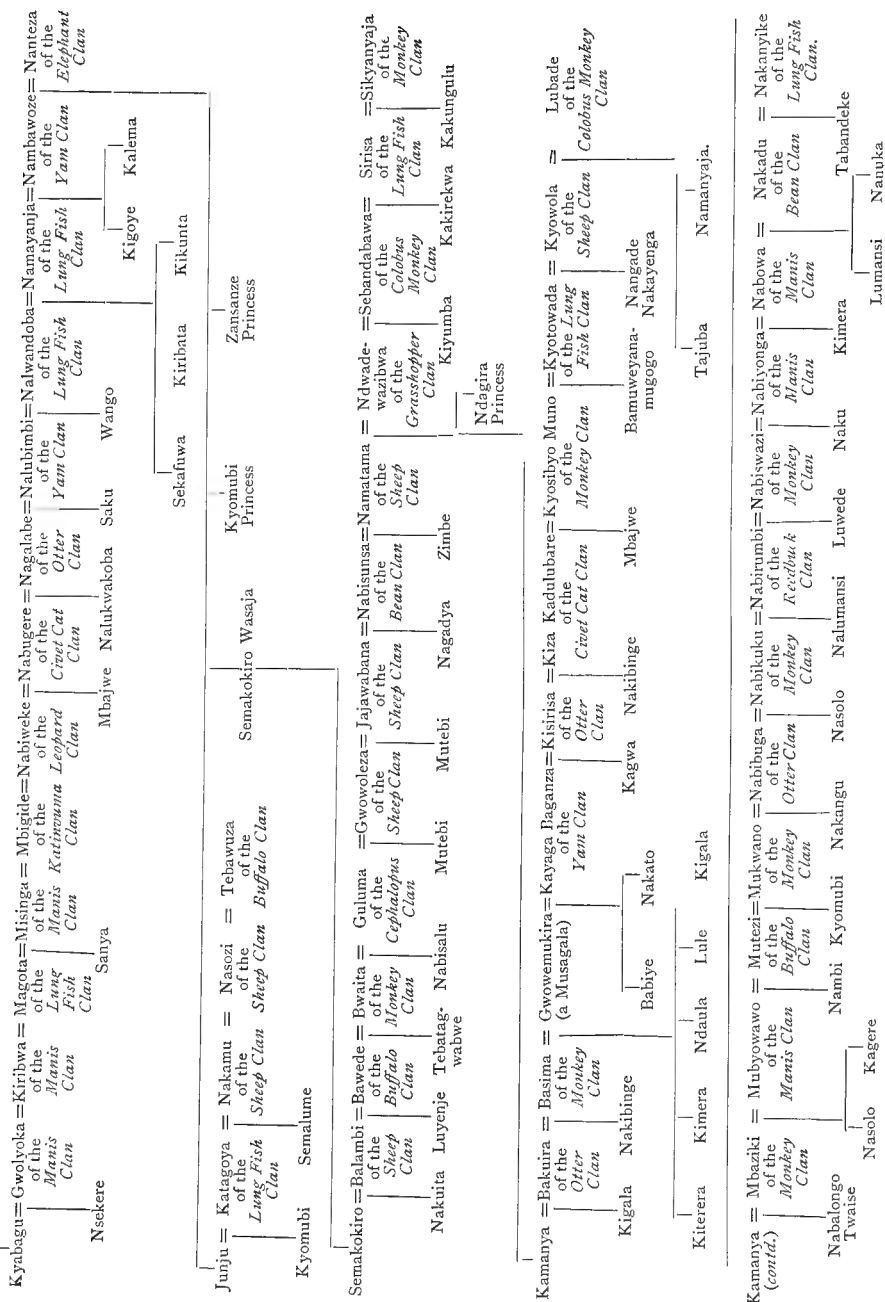 Kyabagu=Gwolyoka =Kiribwa = Magota=Misinga = Mbigide=Nabiweke =Nabugere =Nagalabe=Nalubimbi=Nalwandoba=Namayanja=Nambawoze= Nanteza
of the of the of the of the of the of the of the of the of the of the of the of the of the
Manis Manis Lung Manis Katinvuma Leopard Civet Cat Otter Yam Clan Lung Fish Lung Fish Yam Clan Elephant
Clan Clan Fish Clan Clan Clan Clan Clan Clan Clan Clan
Clan
Nsekere Sanya Mbajwe Nalukwakoba Saku Wango Kigoye Kalema
Sekafuwa Kiribata Kikunta
Junju = Katagoya = Nakamu = Nasozi = Tebawuza Semakokiro Wasaja Kyomubi Zansanze
of the of the of the of the Princess Princess
Lung Fish Sheep Clan Sheep Clan Buffalo Clan
Clan
Kyomubi Semalume
Semakokiro =Balambi = Bawede = Bwaita = Guluma =Gwowoleza= Jajawabana =Nabisunsa= Namatama = Ndwade- =Sebandabawa= Sirisa =Sikyanyaja
of the of the of the of the of the of the of the of the wazibwa of the of the of the
Sheep Buffalo Monkey Cephalopus Sheep Clan Sheep Clan Bean Clan Sheep of the Colobus Lung Fish Monkey
Clan Clan Clan Clan Clan Grasshopper Monkey Clan Clan
Clan Clan
Nakuita Luyenje Tebatag- Nabisalu Mutebi Mutebi Nagadya Zimbe Kiyumba Kakirekwa Kakungulu
wabwe
Ndagira
Princess
Kamanya =Bakuira = Basima = Gwowemukira=Kayaga Baganza=Kisirisa =Kiza Kadulubare= Kyosibyo Muno =Kyotowada = Kyowola = Lubade
of the of the (a Musagala) of the of the of the of the of the Lung of the of the
Otter Monkey Yam Clan Otter Civet Cat Clan Monkey Clan Fish Clan Sheep Clan Colobus Monkey
Clan Clan Clan Clan
Kigala Nakibinge Babiye Nakato Kagwa Nakibinge Mbajwe Bamuweyana- Nangade
mugogo Nakayenga
Kiterera Kimera Ndaula Lule Kigala Tajuba Namanyaja.
Kamanya = Mbaziki = Mubyowawo = Mutezi= Mukwano =Nabibuga =Nabikuku =Nabirumbi=Nabiswazi=Nabiyonga= Nabowa = Nakadu = Nakanyike
(contd.) of the of the of the of the of the of the of the of the of the of the of the of the
Monkey Manis Clan Buffalo Monkey Otter Clan Monkey Reedbuck Monkey Manis Manis Bean Clan Lung Fish
Clan Clan Clan Clan Clan Clan Clan Clan Clan.
Nabalongo Nambi Kyomubi Nakangu Nasolo Nalumansi Luwede Naku Kimera Tabandeke
Twaise
Nasolo Kagere Lumansi Nanuka